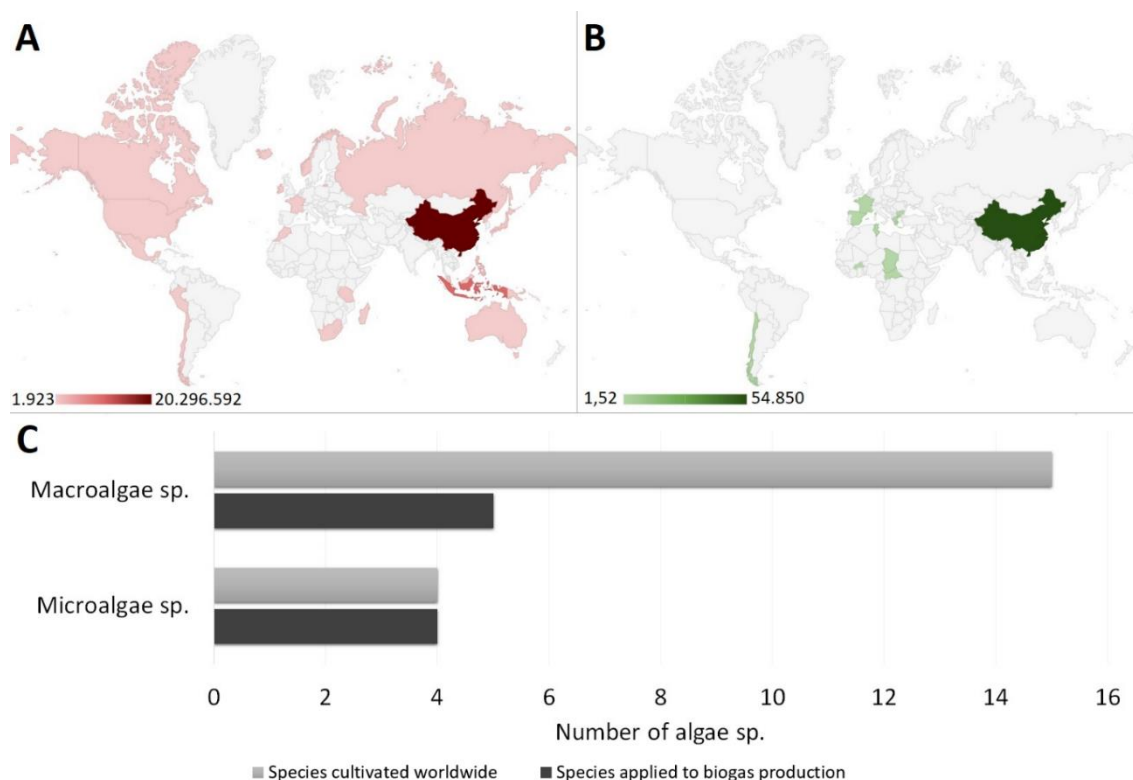 A
B
1.923
20.296.592
1,52
54.850
C
Macroalgae sp.
Microalgae sp.
0 2 4 6 8 10 12 14 16
Number of algae sp.
Species cultivated worldwide Species applied to biogas production